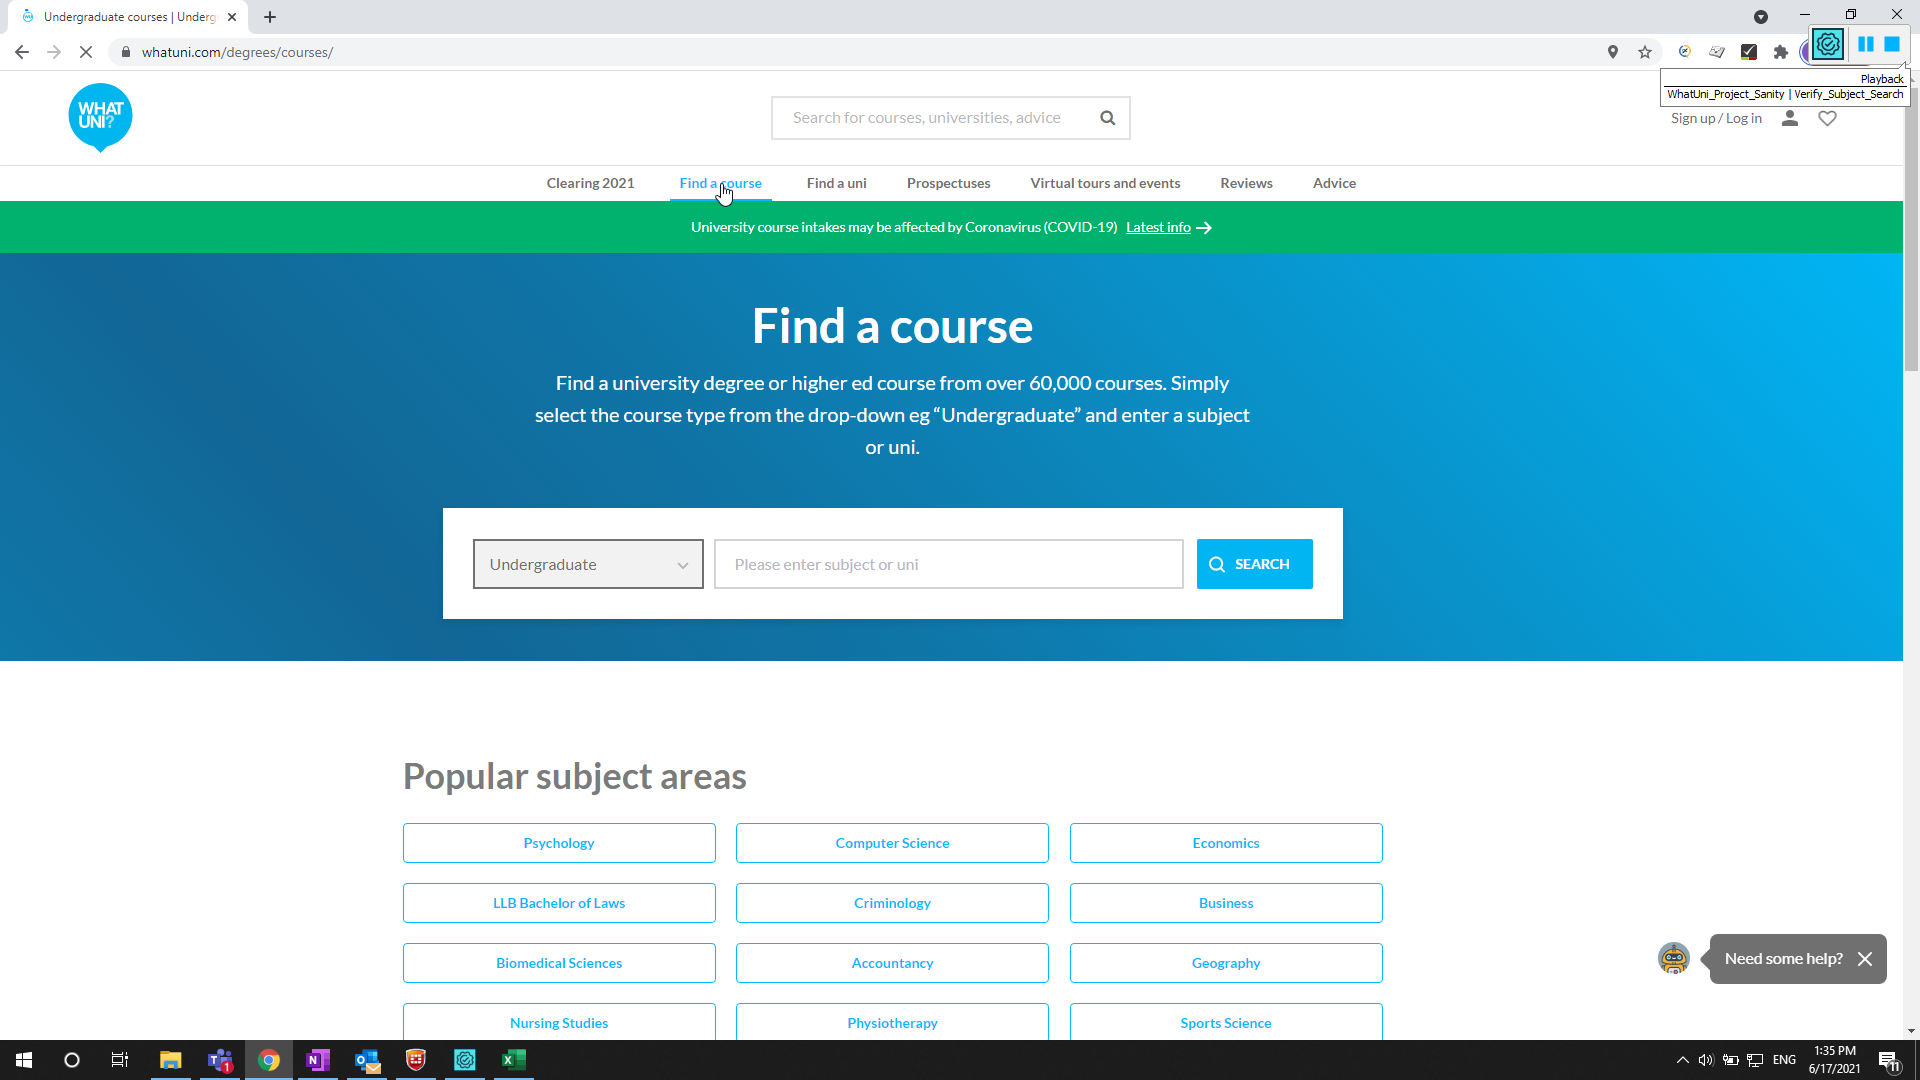 Undergraduate courses | Underg
whatuni.com/degrees/courses/
Playback
WhatUni_Project_Sanity | Verify_Subject_Search
WHAT
UNI?
Search for courses, universities, advice
Sign up / Log in
Clearing 2021
Find a course
Find a uni
Prospectuses
Virtual tours and events
Reviews
Advice
University course intakes may be affected by Coronavirus (COVID-19) Latest info
Find a course
Find a university degree or higher ed course from over 60,000 courses. Simply
select the course type from the drop-down eg “Undergraduate” and enter a subject
or uni.
Undergraduate
Please enter subject or uni
SEARCH
Popular subject areas
Psychology
Computer Science
Economics
LLB Bachelor of Laws
Criminology
Business
Biomedical Sciences
Accountancy
Geography
Need some help?
Nursing Studies
Physiotherapy
Sports Science
1
ENG
1:35 PM
6/17/2021
11